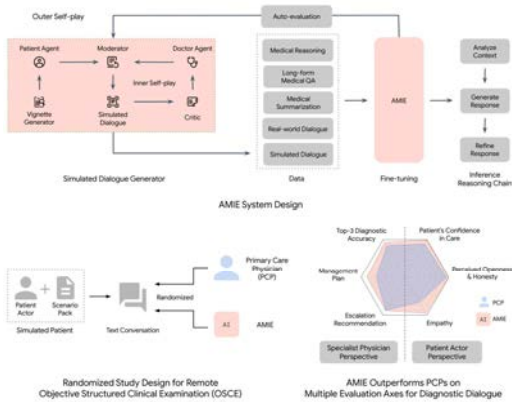 Outer Self-play
Auto-evaluation
Patient Agent
Moderator
Doctor Agent
Inner Self-play
Vignette
Generator
Simulated
Dialogue
Critic
Simulated Dialogue Generator
Medical Reasoning
Long-form
Medical QA
Medical
Summarization
Real-world Dialogue
Simulated Dialogue
Data
AMIE
Fine-tuning
Analyze
Context
Generate
Response
Refine
Response
Inference
Reasoning Chain
AMIE System Design
Patient
Actor
+
Scenario
Pack
Simulated Patient
Text Conversation
Primary Care
Physician
(PCP)
Randomized
AI
AMIE
Randomized Study Design for Remote
Objective Structured Clinical Examination (OSCE)
Top-3 Diagnostic
Accuracy
Patient's Confidence
in Care
Management
Plan
Perceived Openness
& Honesty
Escalation
Recommendation
Empathy
PCP
AI
AMIE
Specialist Physician
Perspective
Patient Actor
Perspective
AMIE Outperforms PCPs on
Multiple Evaluation Axes for Diagnostic Dialogue